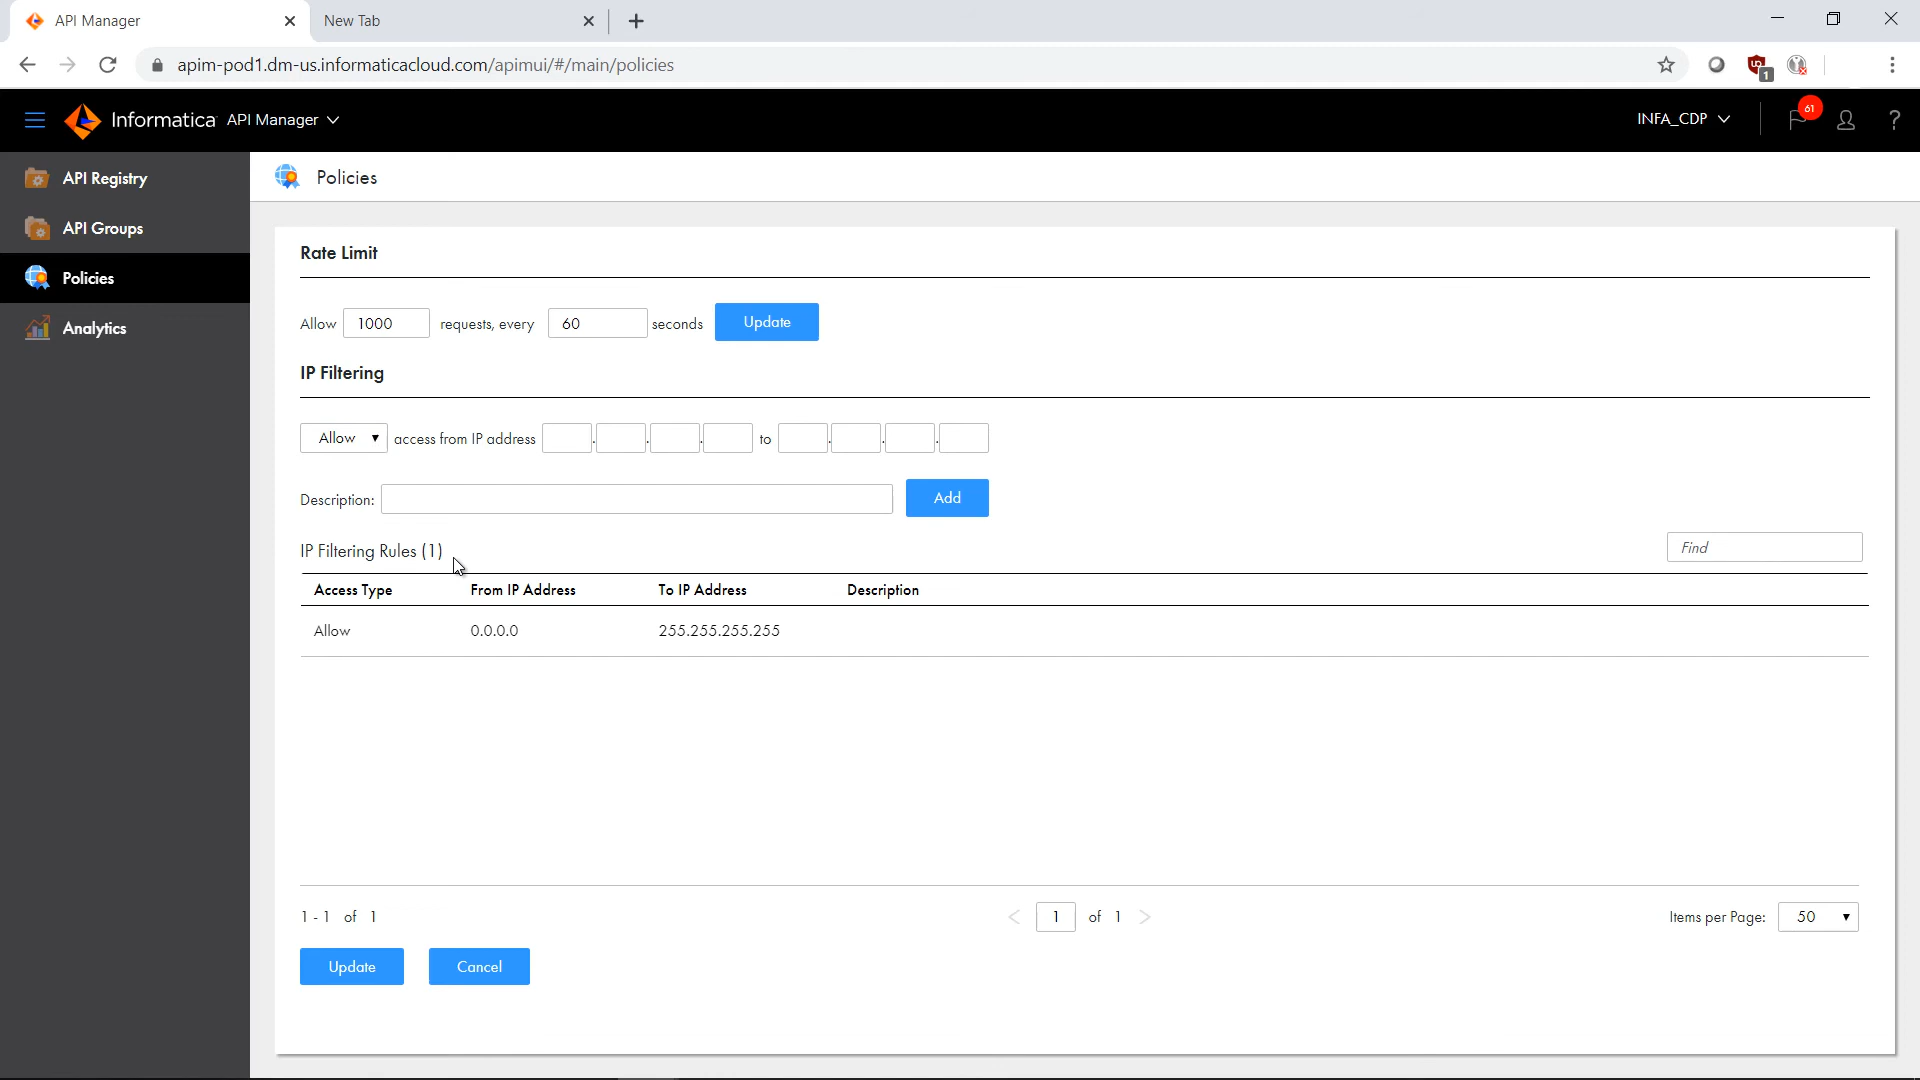 API Manager
New Tab
apim-pod1.dm-us.informaticacloud.com/apimui/#/main/policies
1
Informatica API Manager
INFA_CDP
61
?
API Registry
API Groups
Policies
Analytics
Policies
Rate Limit
Allow 1000 requests, every 60 seconds Update
IP Filtering
Allow access from IP address . . . to . . .
Description: Add
IP Filtering Rules (1)
Find
Access Type From IP Address To IP Address Description
Allow 0.0.0.0 255.255.255.255
1 - 1 of 1
< 1 of 1 >
Items per Page: 50
Update Cancel